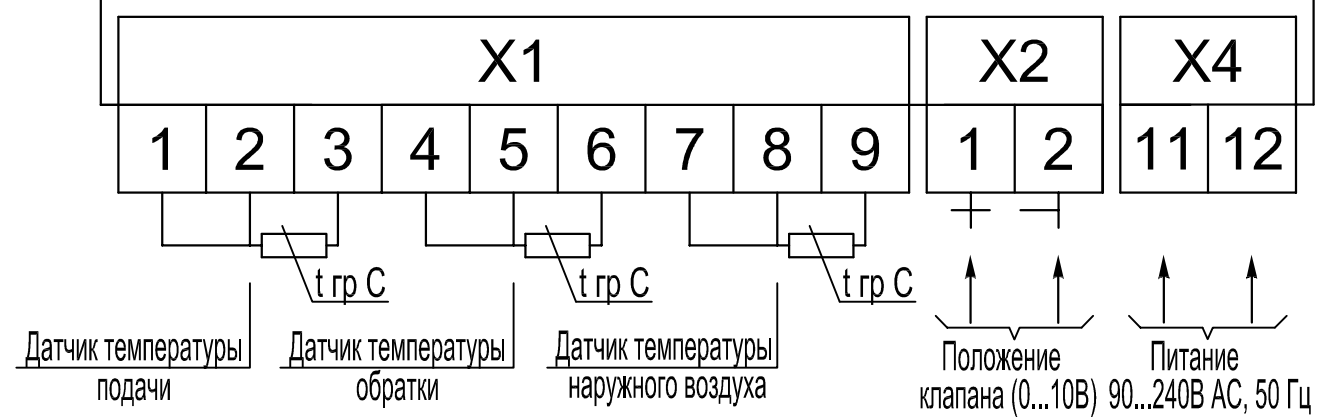 X1 X2 X4
1 2 3 4 5 6 7 8 9 1 2 11 12
+ −
t гр С t гр С t гр С
Датчик температуры
подачи
Датчик температуры
обратки
Датчик температуры
наружного воздуха
Положение
клапана (0...10В)
Питание
90...240В АС, 50 Гц